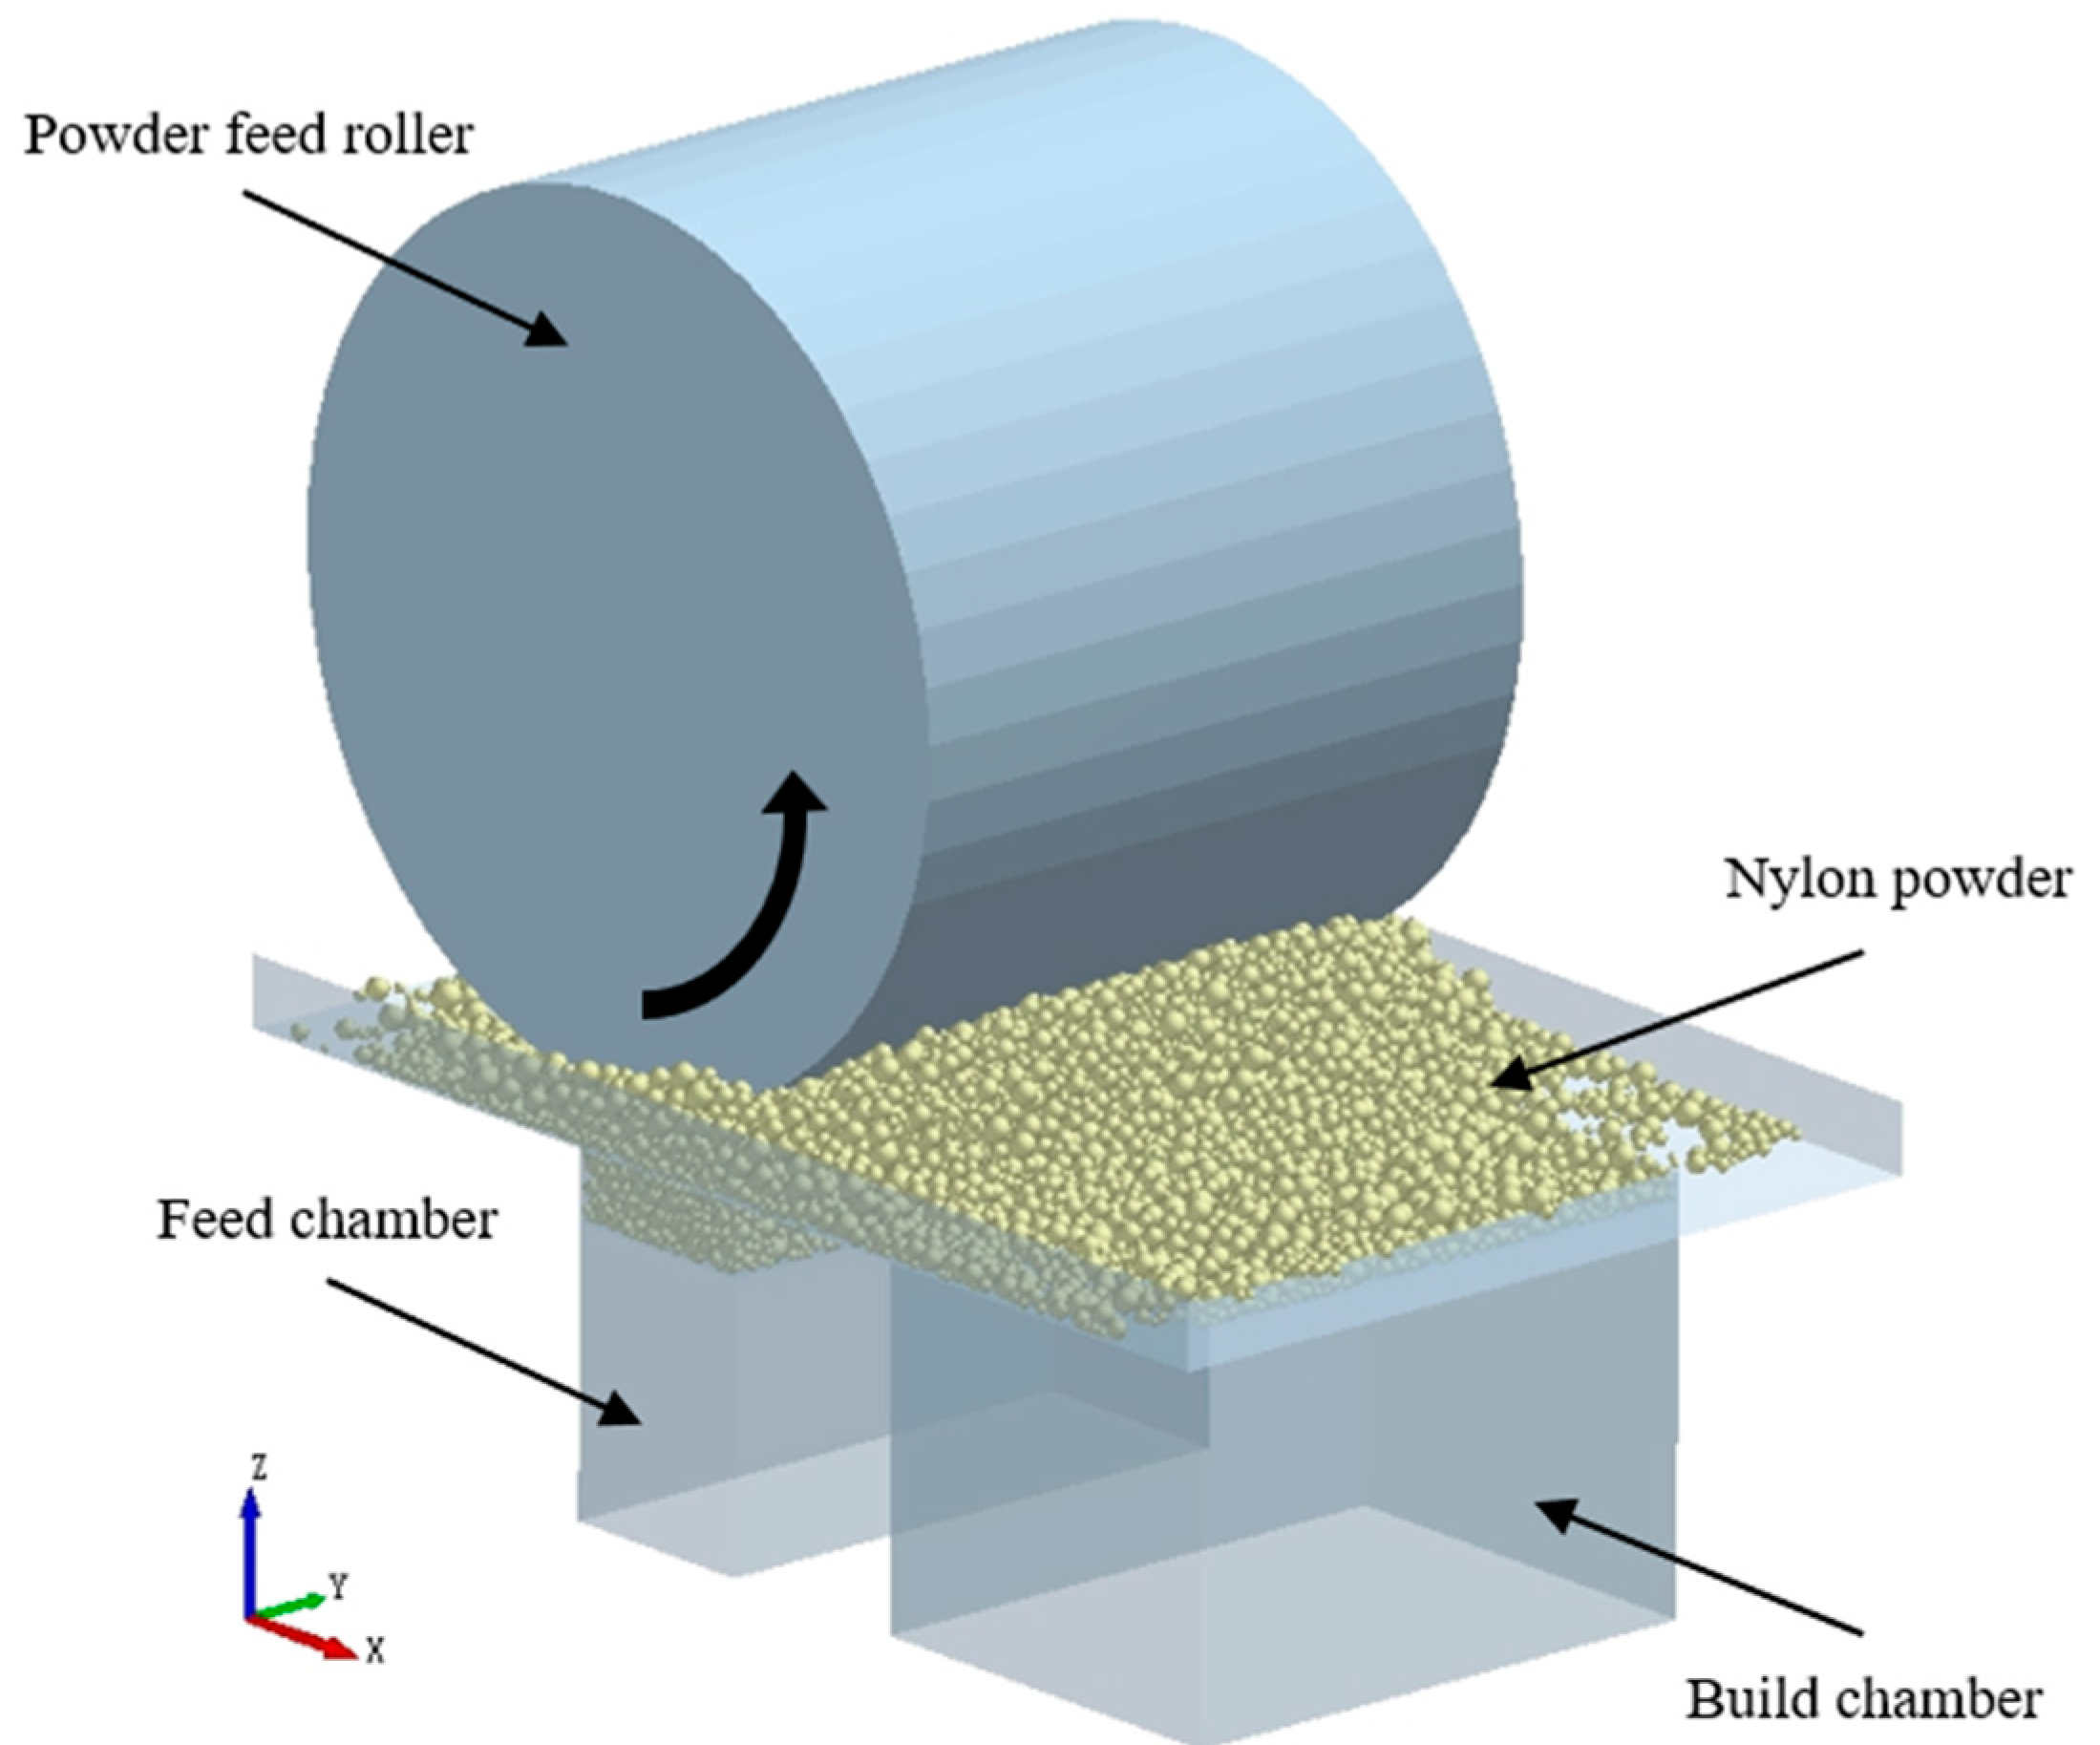 Powder feed roller
Nylon powder
Feed chamber
Z
Y
X
Build chamber